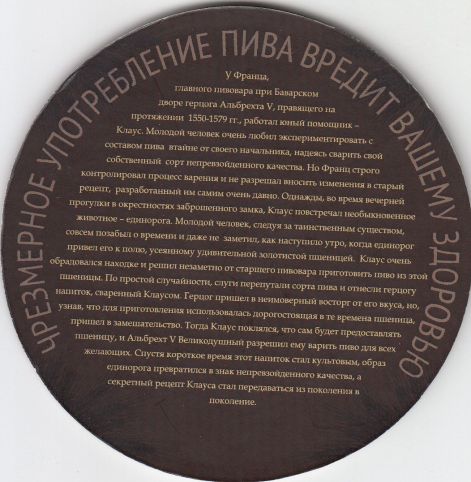 ЧРЕЗМЕРНОЕ УПОТРЕБЛЕНИЕ ПИВА ВРЕДИТ ВАШЕМУ ЗДОРОВЬЮ
У Франца,
главного пивовара при Баварском
дворе герцога Альбрехта V, правящего на
протяжении 1550-1579 гг., работал юный помощник –
Клаус. Молодой человек очень любил экспериментировать с
составом пива втайне от своего начальника, надеясь сварить свой
собственный сорт непревзойденного качества. Но Франц строго
контролировал процесс варения и не разрешал вносить изменения в старый
рецепт, разработанный им самим очень давно. Однажды, во время вечерней
прогулки в окрестностях заброшенного замка, Клаус повстречал необыкновенное
животное – единорога. Молодой человек, следуя за таинственным существом,
совсем позабыл о времени и даже не заметил, как наступило утро, когда единорог
привел его к полю, усеянному удивительной золотистой пшеницей. Клаус очень
обрадовался находке и решил незаметно от старшего пивовара приготовить пиво из этой
пшеницы. По простой случайности, слуги перепутали сорта пива и отнесли герцогу
напиток, сваренный Клаусом. Герцог пришел в неимоверный восторг от его вкуса, но,
узнав, что для приготовления использовалась дорогостоящая в те времена пшеница,
пришел в замешательство. Тогда Клаус поклялся, что сам будет предоставлять
пшеницу, и Альбрехт V Великодушный разрешил ему варить пиво для всех
желающих. Спустя короткое время этот напиток стал культовым, образ
единорога превратился в знак непревзойденного качества, а
секретный рецепт Клауса стал передаваться из поколения в
поколение.